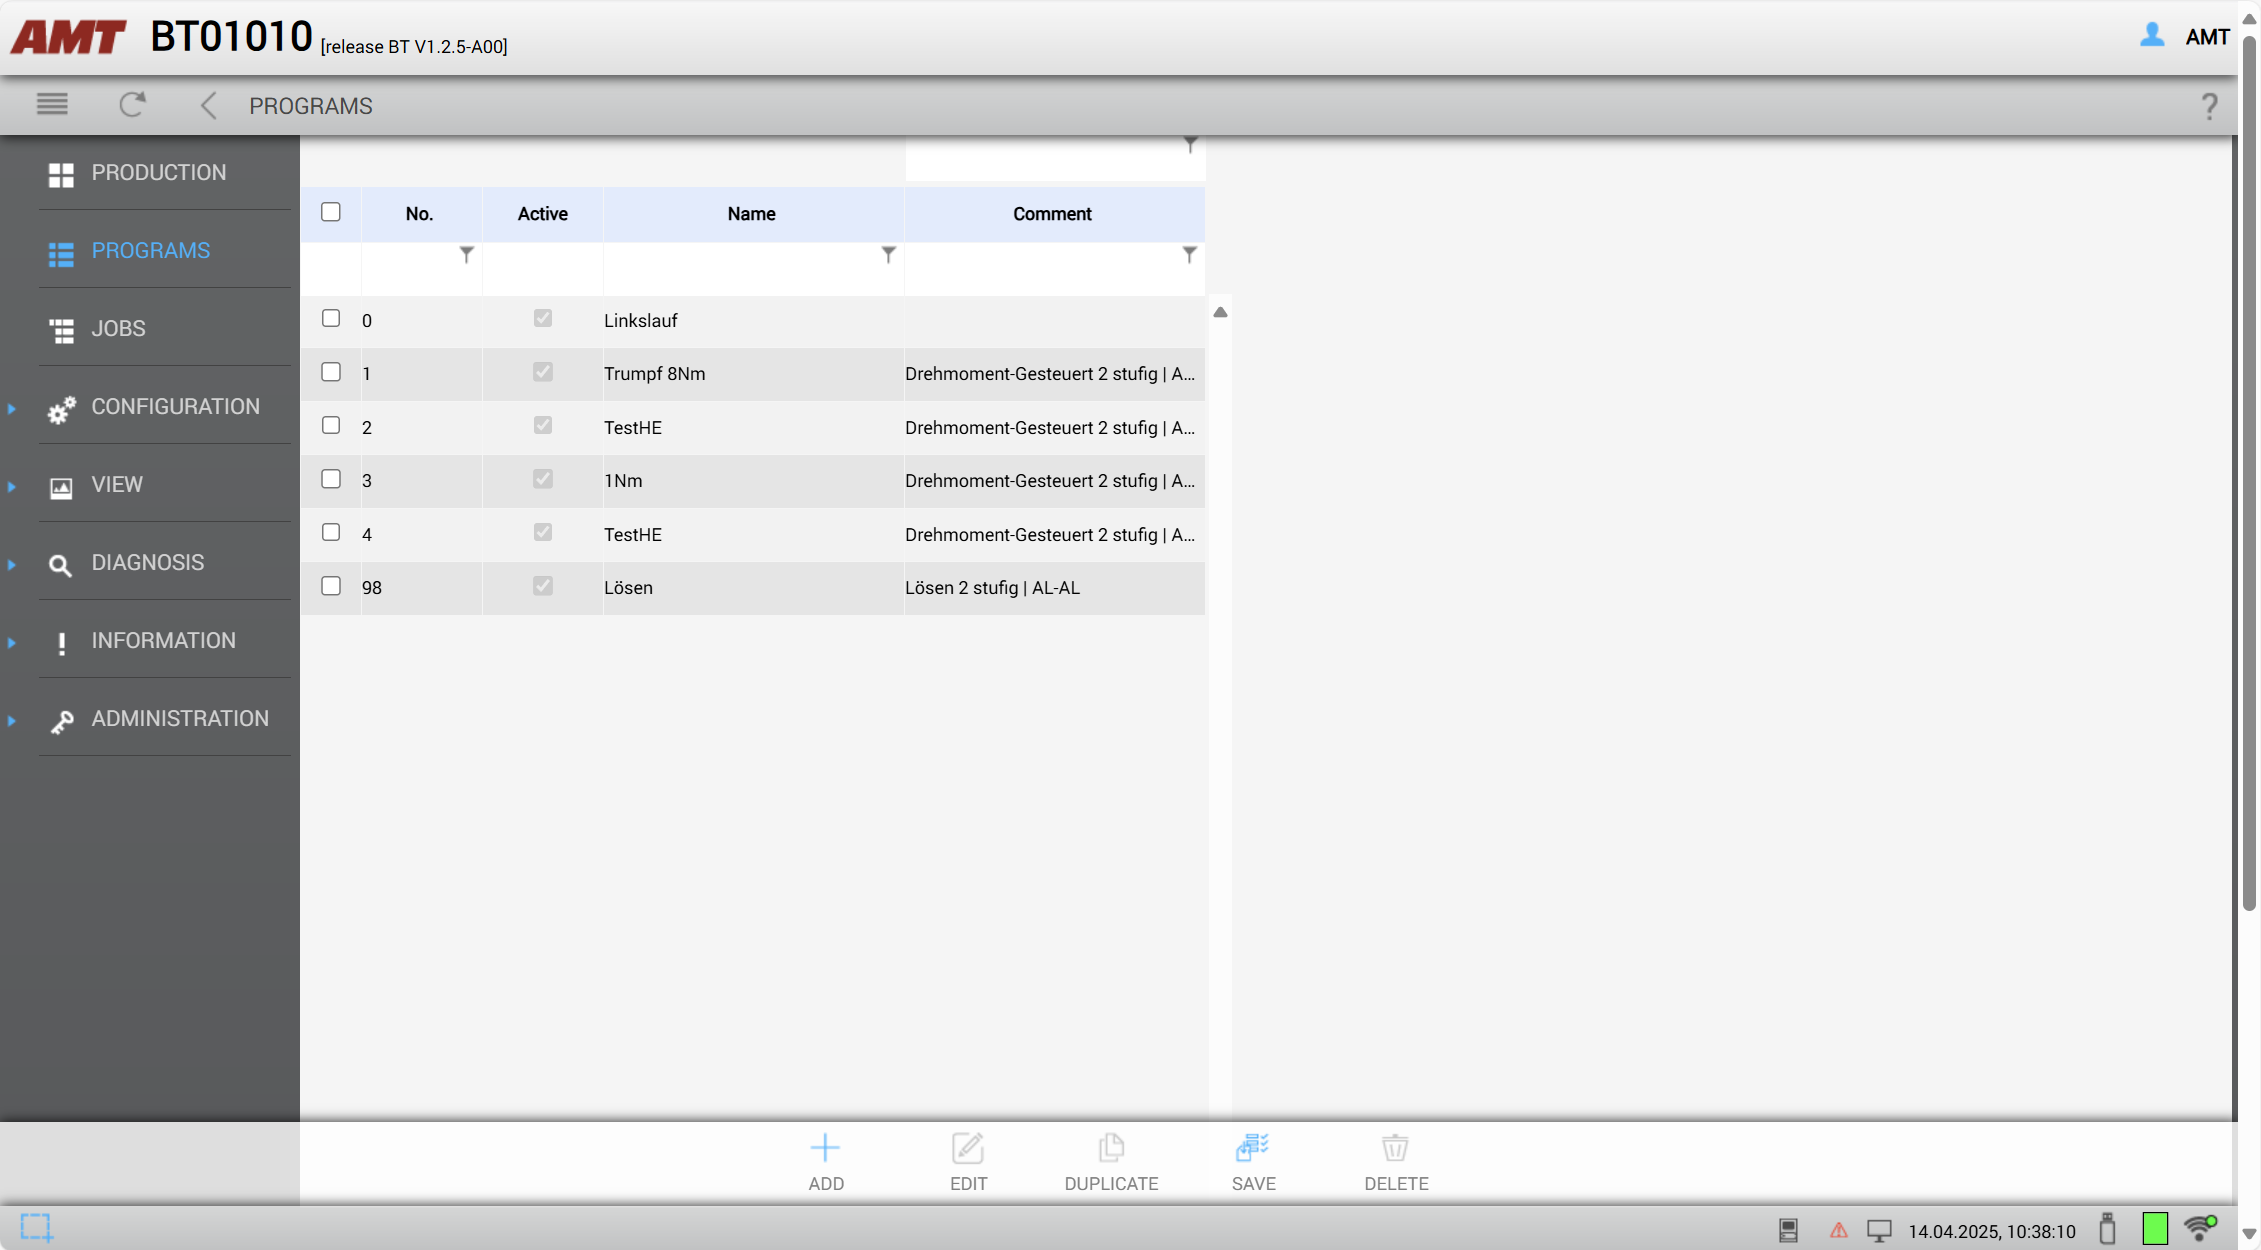 AMT BT01010 [release BT V1.2.5-A00] AMT
PROGRAMS ?
PRODUCTION
PROGRAMS
JOBS
CONFIGURATION
VIEW
DIAGNOSIS
INFORMATION
ADMINISTRATION
No. Active Name Comment
0 Linkslauf
1 Trumpf 8Nm Drehmoment-Gesteuert 2 stufig | A...
2 TestHE Drehmoment-Gesteuert 2 stufig | A...
3 1Nm Drehmoment-Gesteuert 2 stufig | A...
4 TestHE Drehmoment-Gesteuert 2 stufig | A...
98 Lösen Lösen 2 stufig | AL-AL
ADD EDIT DUPLICATE SAVE DELETE
14.04.2025, 10:38:10